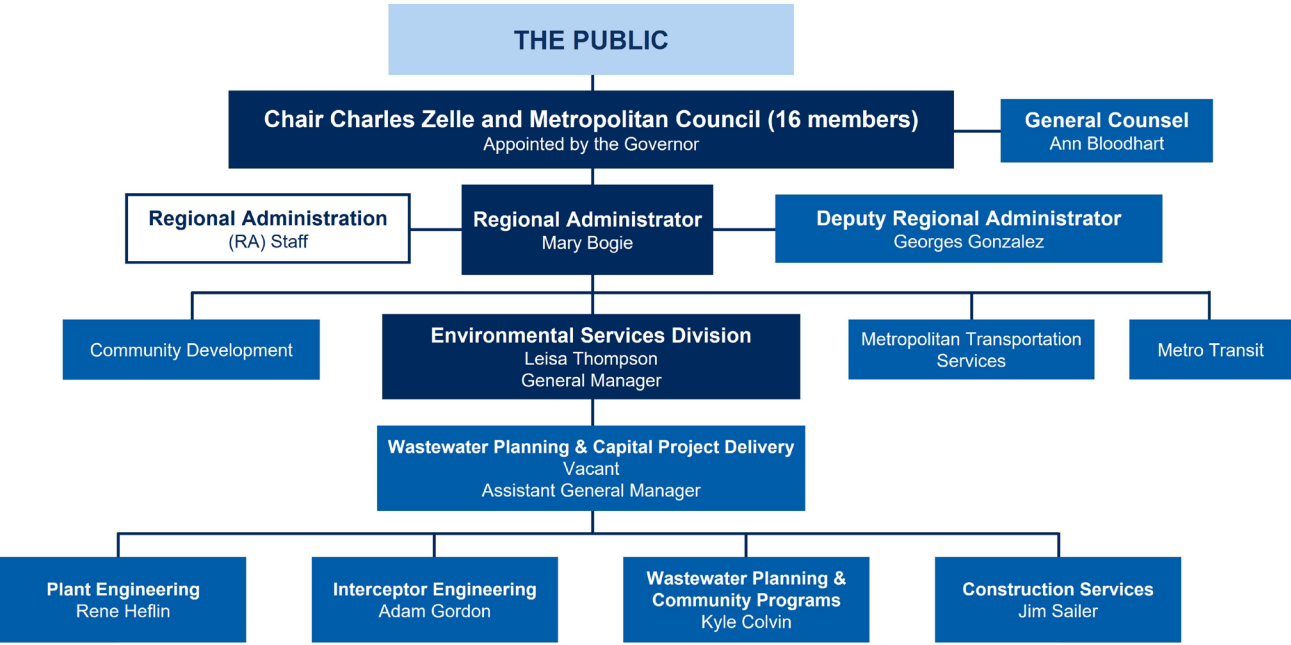 THE PUBLIC
Chair Charles Zelle and Metropolitan Council (16 members)
Appointed by the Governor
General Counsel
Ann Bloodhart
Regional Administration
(RA) Staff
Regional Administrator
Mary Bogie
Deputy Regional Administrator
Georges Gonzalez
Community Development
Environmental Services Division
Leisa Thompson
General Manager
Metropolitan Transportation
Services
Metro Transit
Wastewater Planning & Capital Project Delivery
Vacant
Assistant General Manager
Plant Engineering
Rene Heflin
Interceptor Engineering
Adam Gordon
Wastewater Planning &
Community Programs
Kyle Colvin
Construction Services
Jim Sailer